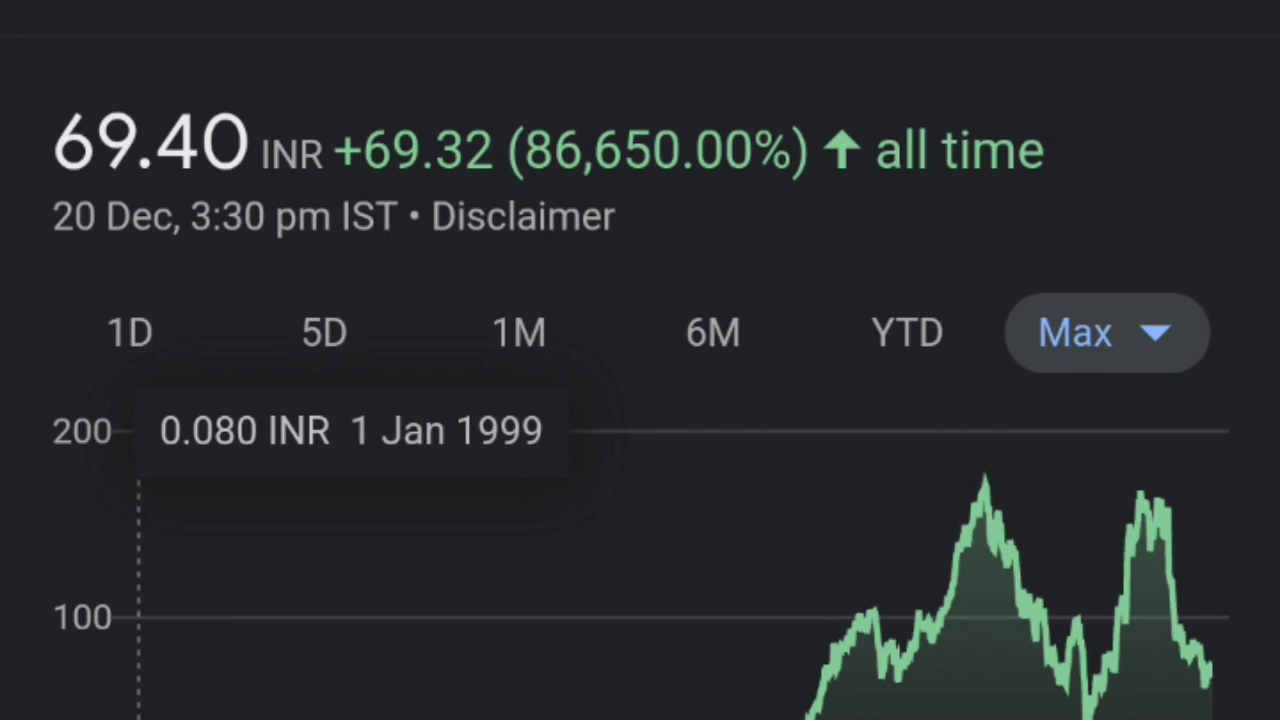 69.40 INR +69.32 (86,650.00%) ↑ all time
20 Dec, 3:30 pm IST • Disclaimer
1D 5D 1M 6M YTD Max
200 0.080 INR 1 Jan 1999
100